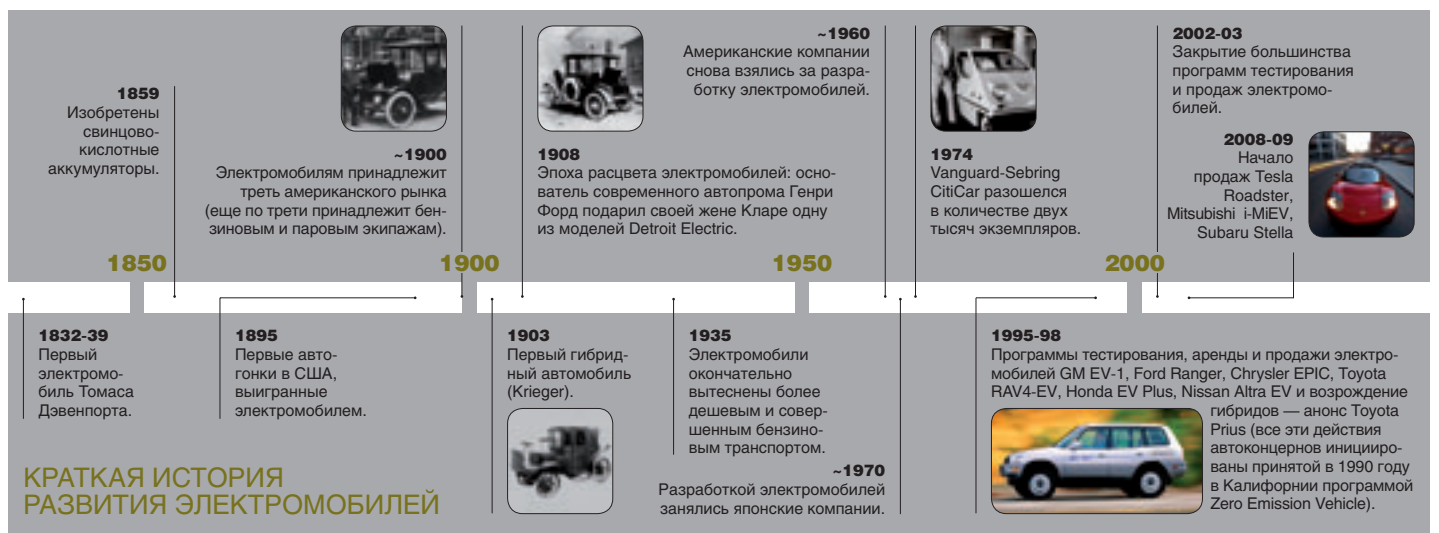 1859
Изобретены
свинцово-
кислотные
аккумуляторы.
~1900
Электромобилям принадлежит
треть американского рынка
(еще по трети принадлежит бен-
зиновым и паровым экипажам).
1908
Эпоха расцвета электромобилей: осно-
ватель современного автопрома Генри
Форд подарил своей жене Кларе одну
из моделей Detroit Electric.
~1960
Американские компании
снова взялись за разра-
ботку электромобилей.
1974
Vanguard-Sebring
CitiCar разошелся
в количестве двух
тысяч экземпляров.
2002-03
Закрытие большинства
программ тестирования
и продаж электромо-
билей.
2008-09
Начало
продаж Tesla
Roadster,
Mitsubishi i-MiEV,
Subaru Stella
1850
1900
1950
2000
1832-39
Первый
электромо-
биль Томаса
Дэвенпорта.
1895
Первые авто-
гонки в США,
выигранные
электромобилем.
1903
Первый гибрид-
ный автомобиль
(Krieger).
1935
Электромобили
окончательно
вытеснены более
дешевым и совер-
шенным бензино-
вым транспортом.
~1970
Разработкой электромобилей
занялись японские компании.
1995-98
Программы тестирования, аренды и продажи электро-
мобилей GM EV-1, Ford Ranger, Chrysler EPIC, Toyota
RAV4-EV, Honda EV Plus, Nissan Altra EV и возрождение
гибридов — анонс Toyota
Prius (все эти действия
автоконцернов иницииро-
ваны принятой в 1990 году
в Калифорнии программой
Zero Emission Vehicle).
КРАТКАЯ ИСТОРИЯ
РАЗВИТИЯ ЭЛЕКТРОМОБИЛЕЙ